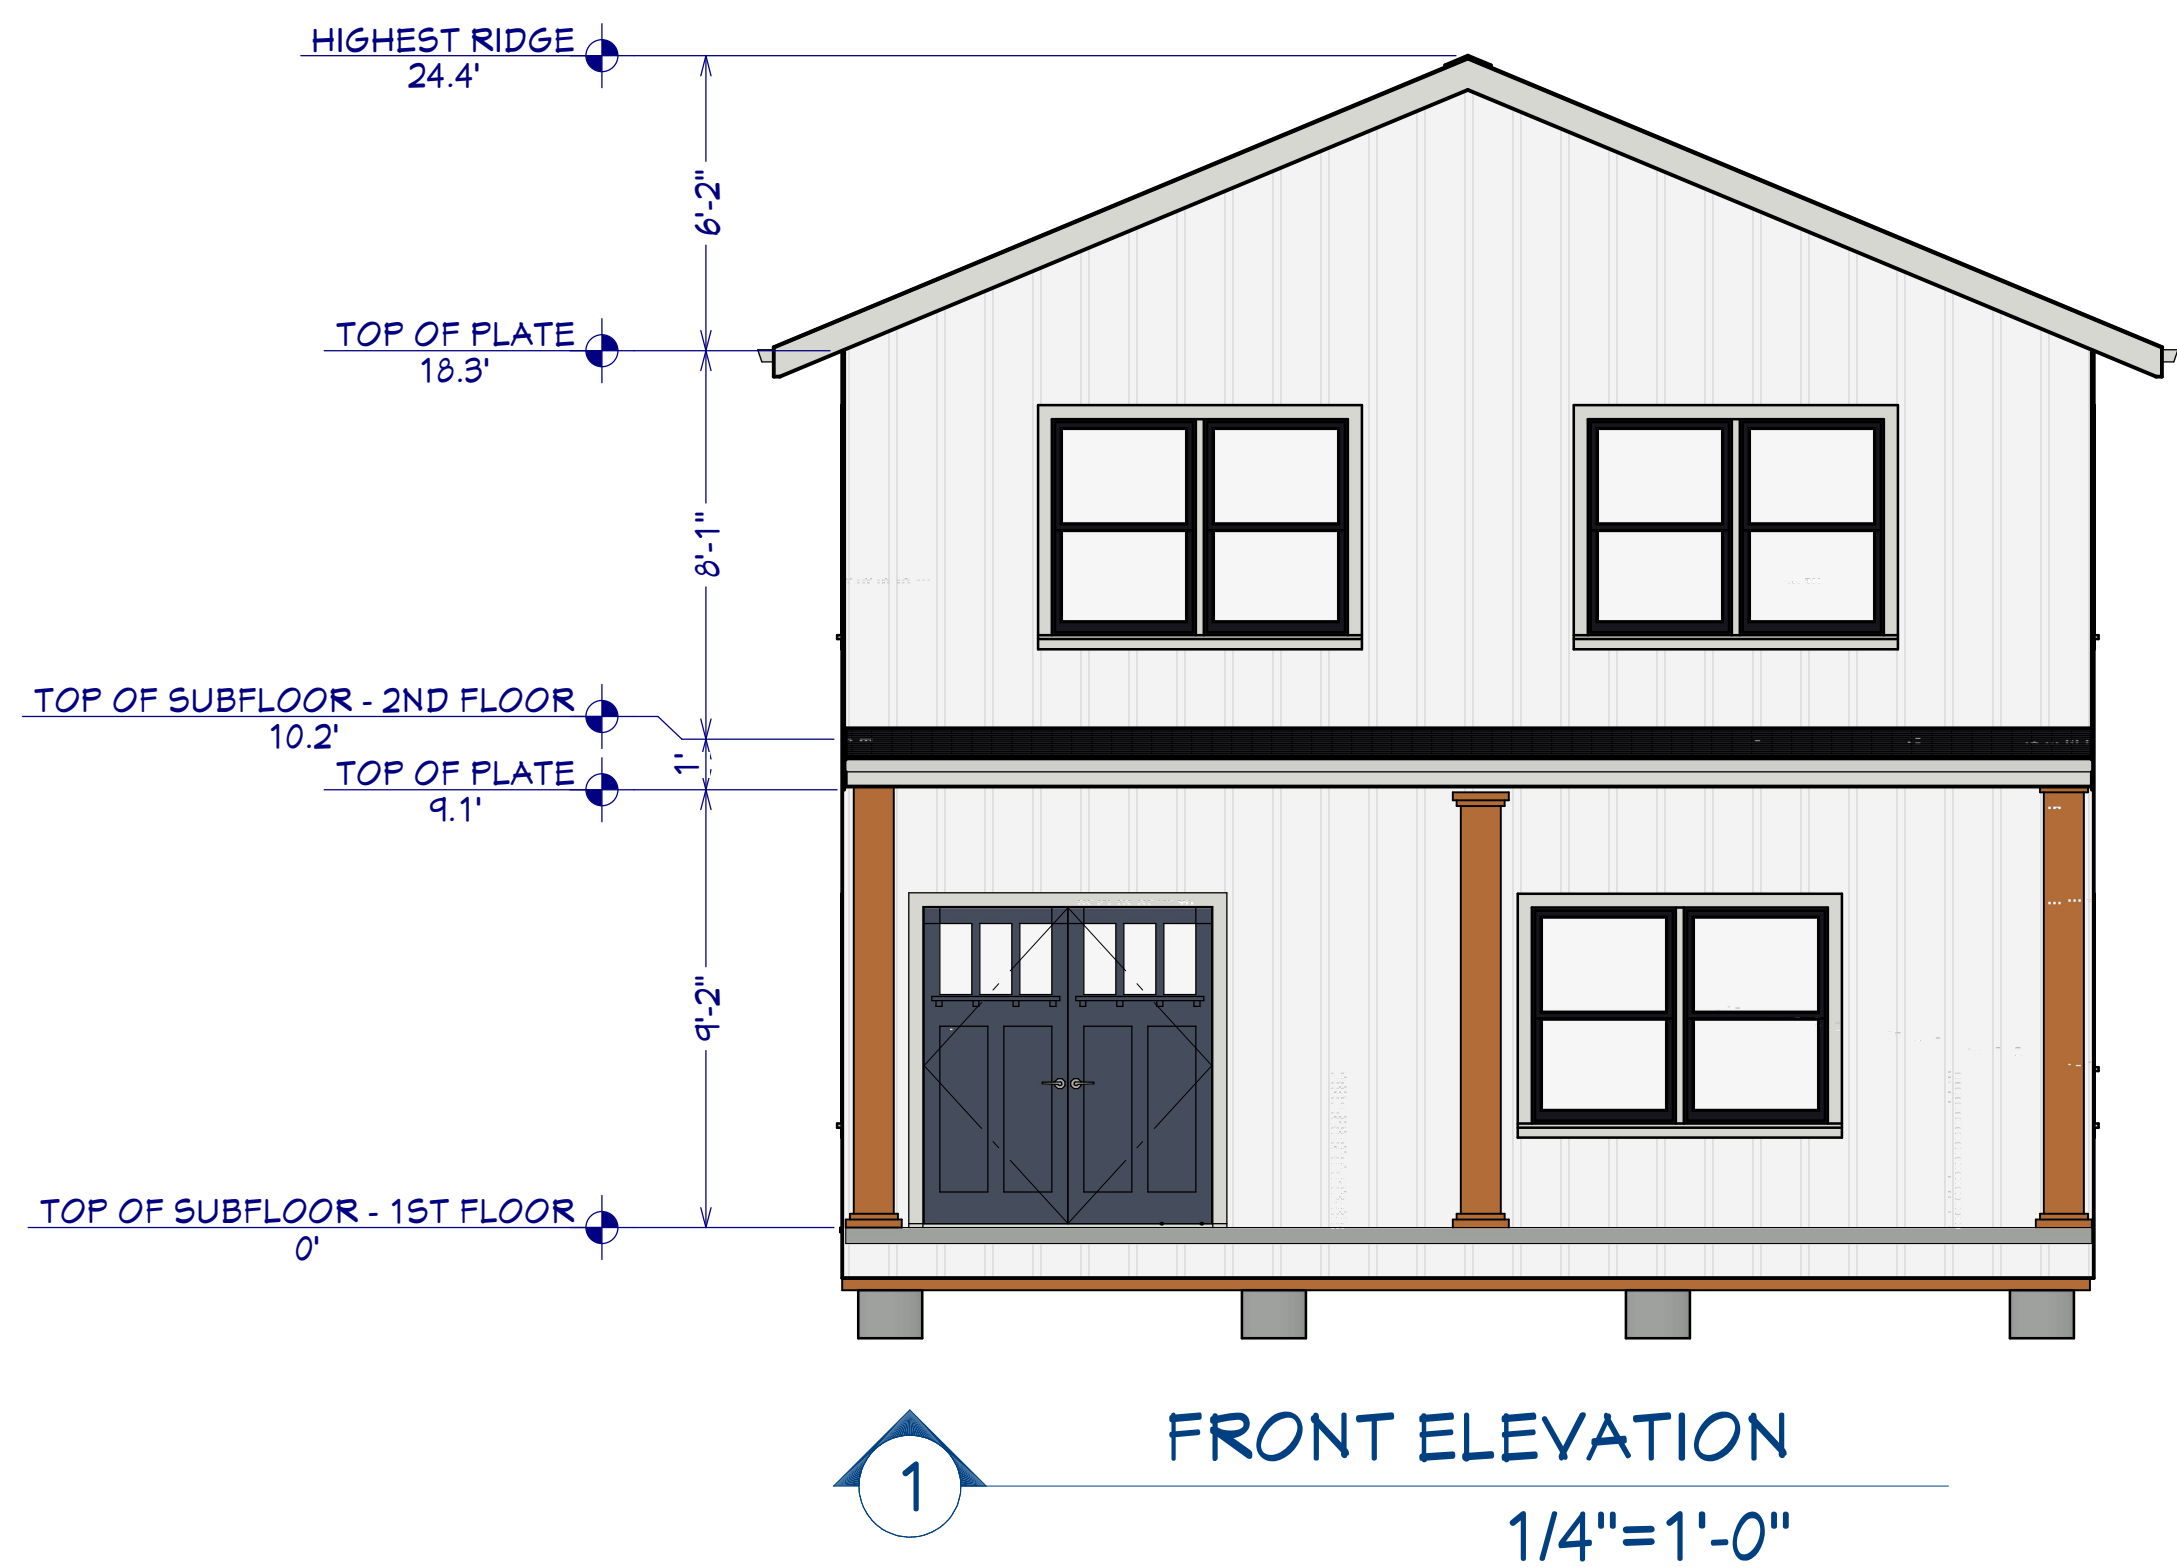 HIGHEST RIDGE
24.4'
6'-2"
TOP OF PLATE
18.3'
8'-1"
TOP OF SUBFLOOR - 2ND FLOOR
10.2'
1'
TOP OF PLATE
9.1'
9'-2"
TOP OF SUBFLOOR - 1ST FLOOR
0'
1
FRONT ELEVATION
1/4"=1'-0"